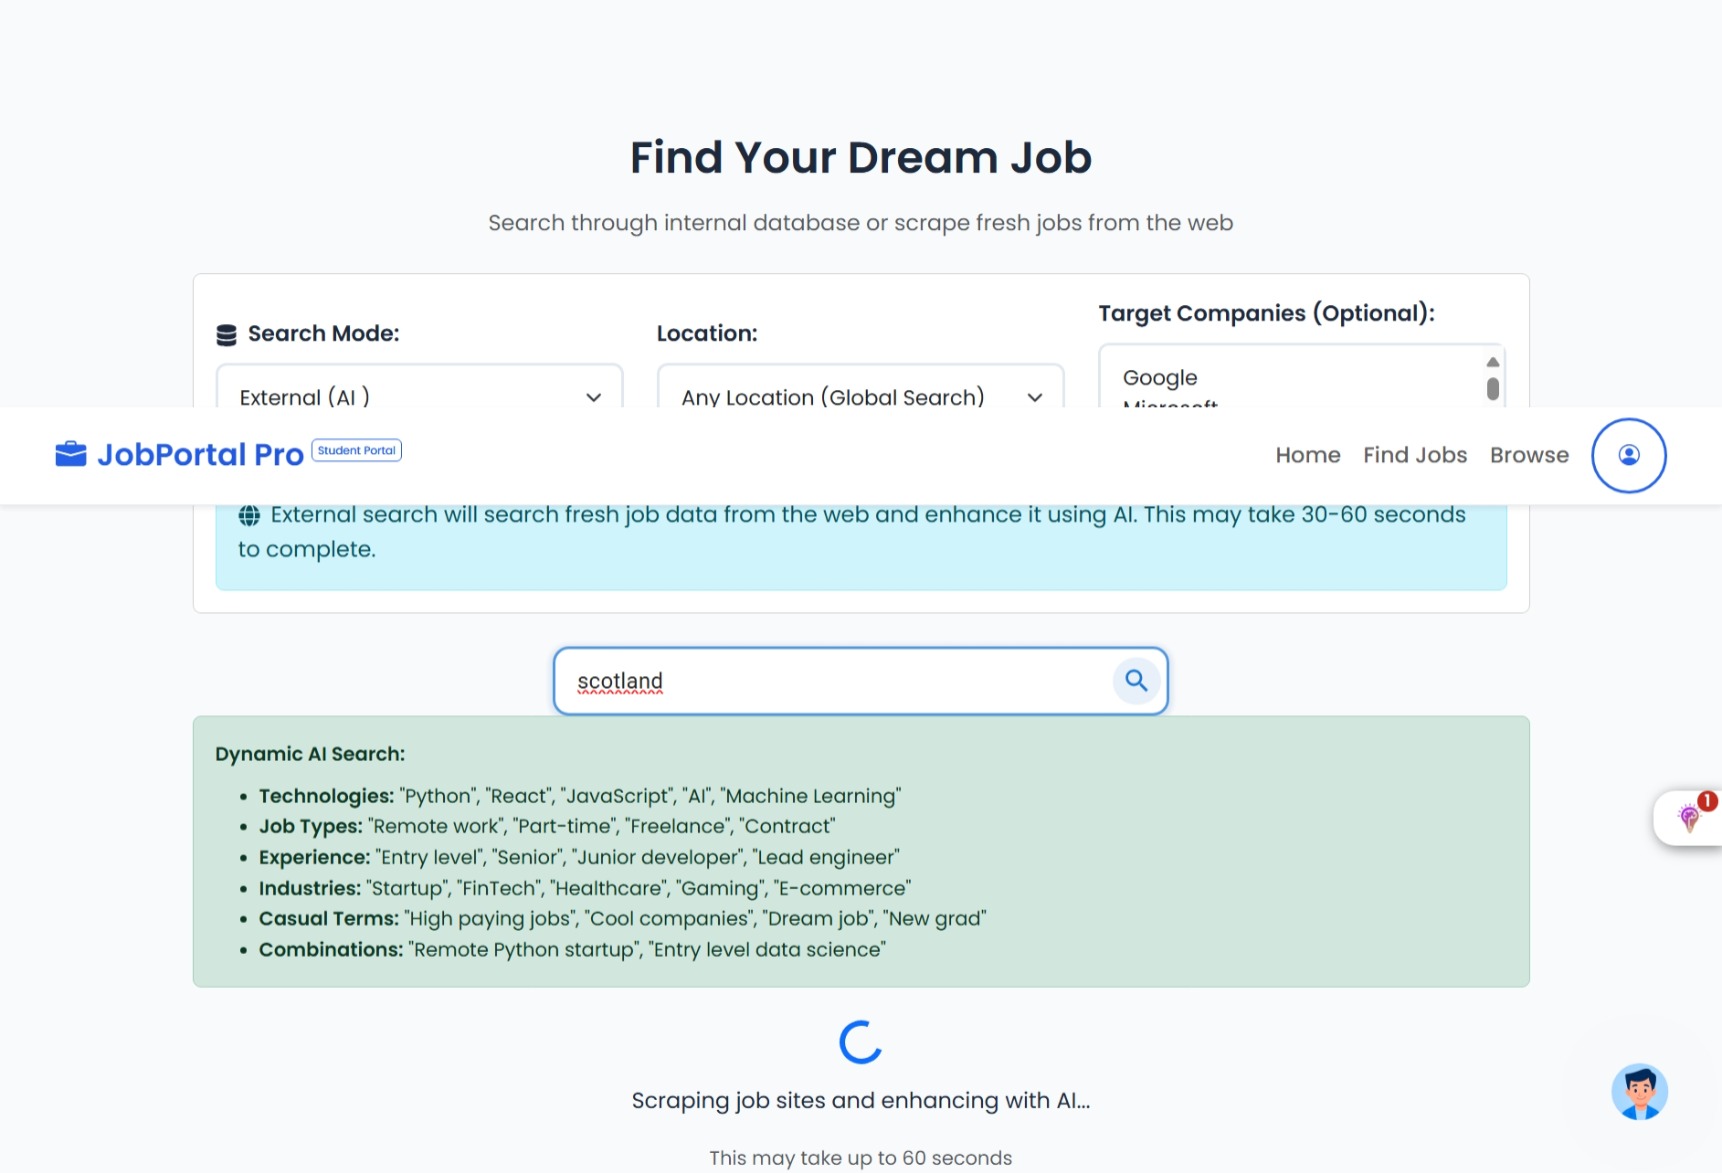 Find Your Dream Job
Search through internal database or scrape fresh jobs from the web
Search Mode:
External (AI )
Location:
Any Location (Global Search)
Target Companies (Optional):
Google
Microsoft
JobPortal Pro
Student Portal
Home
Find Jobs
Browse
External search will search fresh job data from the web and enhance it using AI. This may take 30-60 seconds
to complete.
scotland
Dynamic AI Search:
• Technologies: "Python", "React", "JavaScript", "AI", "Machine Learning"
• Job Types: "Remote work", "Part-time", "Freelance", "Contract"
• Experience: "Entry level", "Senior", "Junior developer", "Lead engineer"
• Industries: "Startup", "FinTech", "Healthcare", "Gaming", "E-commerce"
• Casual Terms: "High paying jobs", "Cool companies", "Dream job", "New grad"
• Combinations: "Remote Python startup", "Entry level data science"
1
Scraping job sites and enhancing with AI...
This may take up to 60 seconds